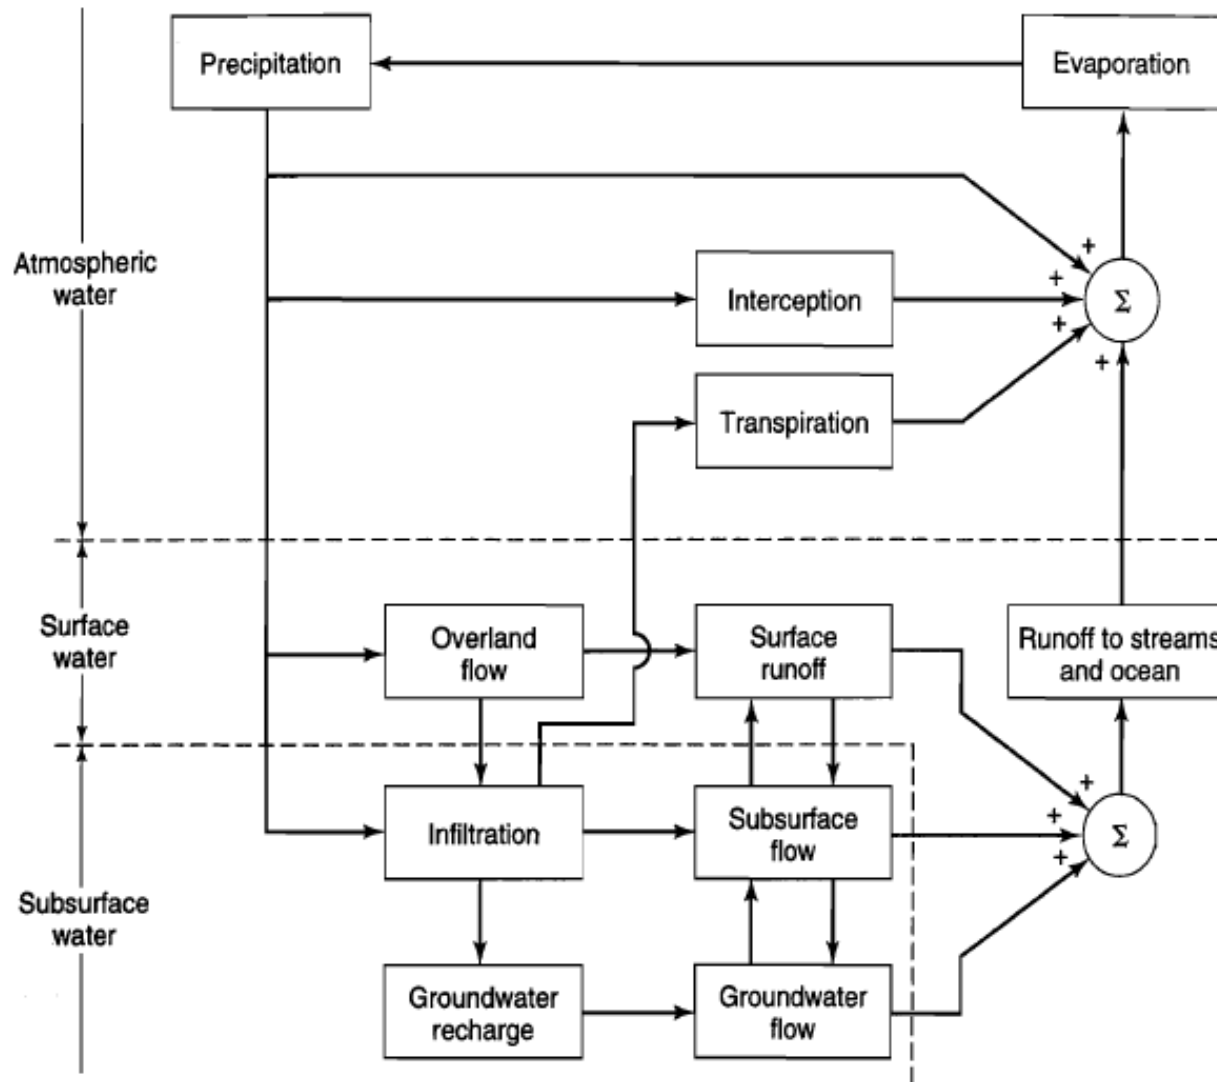 Precipitation
Evaporation
+
Atmospheric
water
+
Interception
Σ
+
+
Transpiration
Surface
water
Overland
flow
Surface
runoff
Runoff to streams
and ocean
+
+
Infiltration
Subsurface
flow
Σ
+
Subsurface
water
Groundwater
recharge
Groundwater
flow